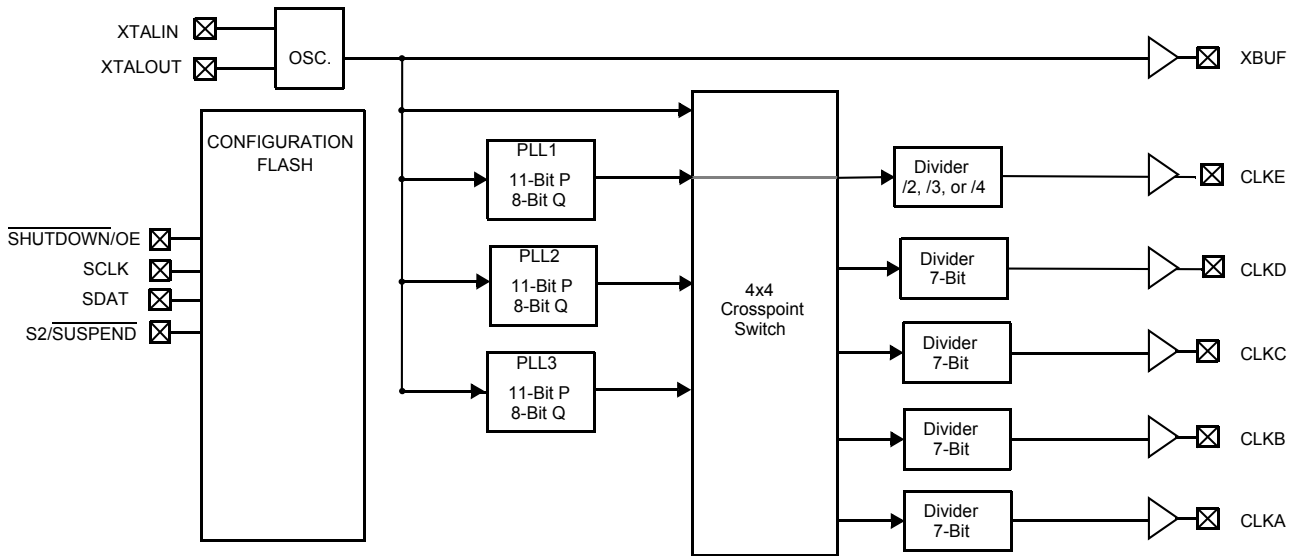 XTALIN
XTALOUT
OSC.
XBUF
CONFIGURATION
FLASH
SHUTDOWN/OE
SCLK
SDAT
S2/SUSPEND
PLL1
11-Bit P
8-Bit Q
PLL2
11-Bit P
8-Bit Q
PLL3
11-Bit P
8-Bit Q
4x4
Crosspoint
Switch
Divider
/2, /3, or /4
CLKE
Divider
7-Bit
CLKD
Divider
7-Bit
CLKC
Divider
7-Bit
CLKB
Divider
7-Bit
CLKA